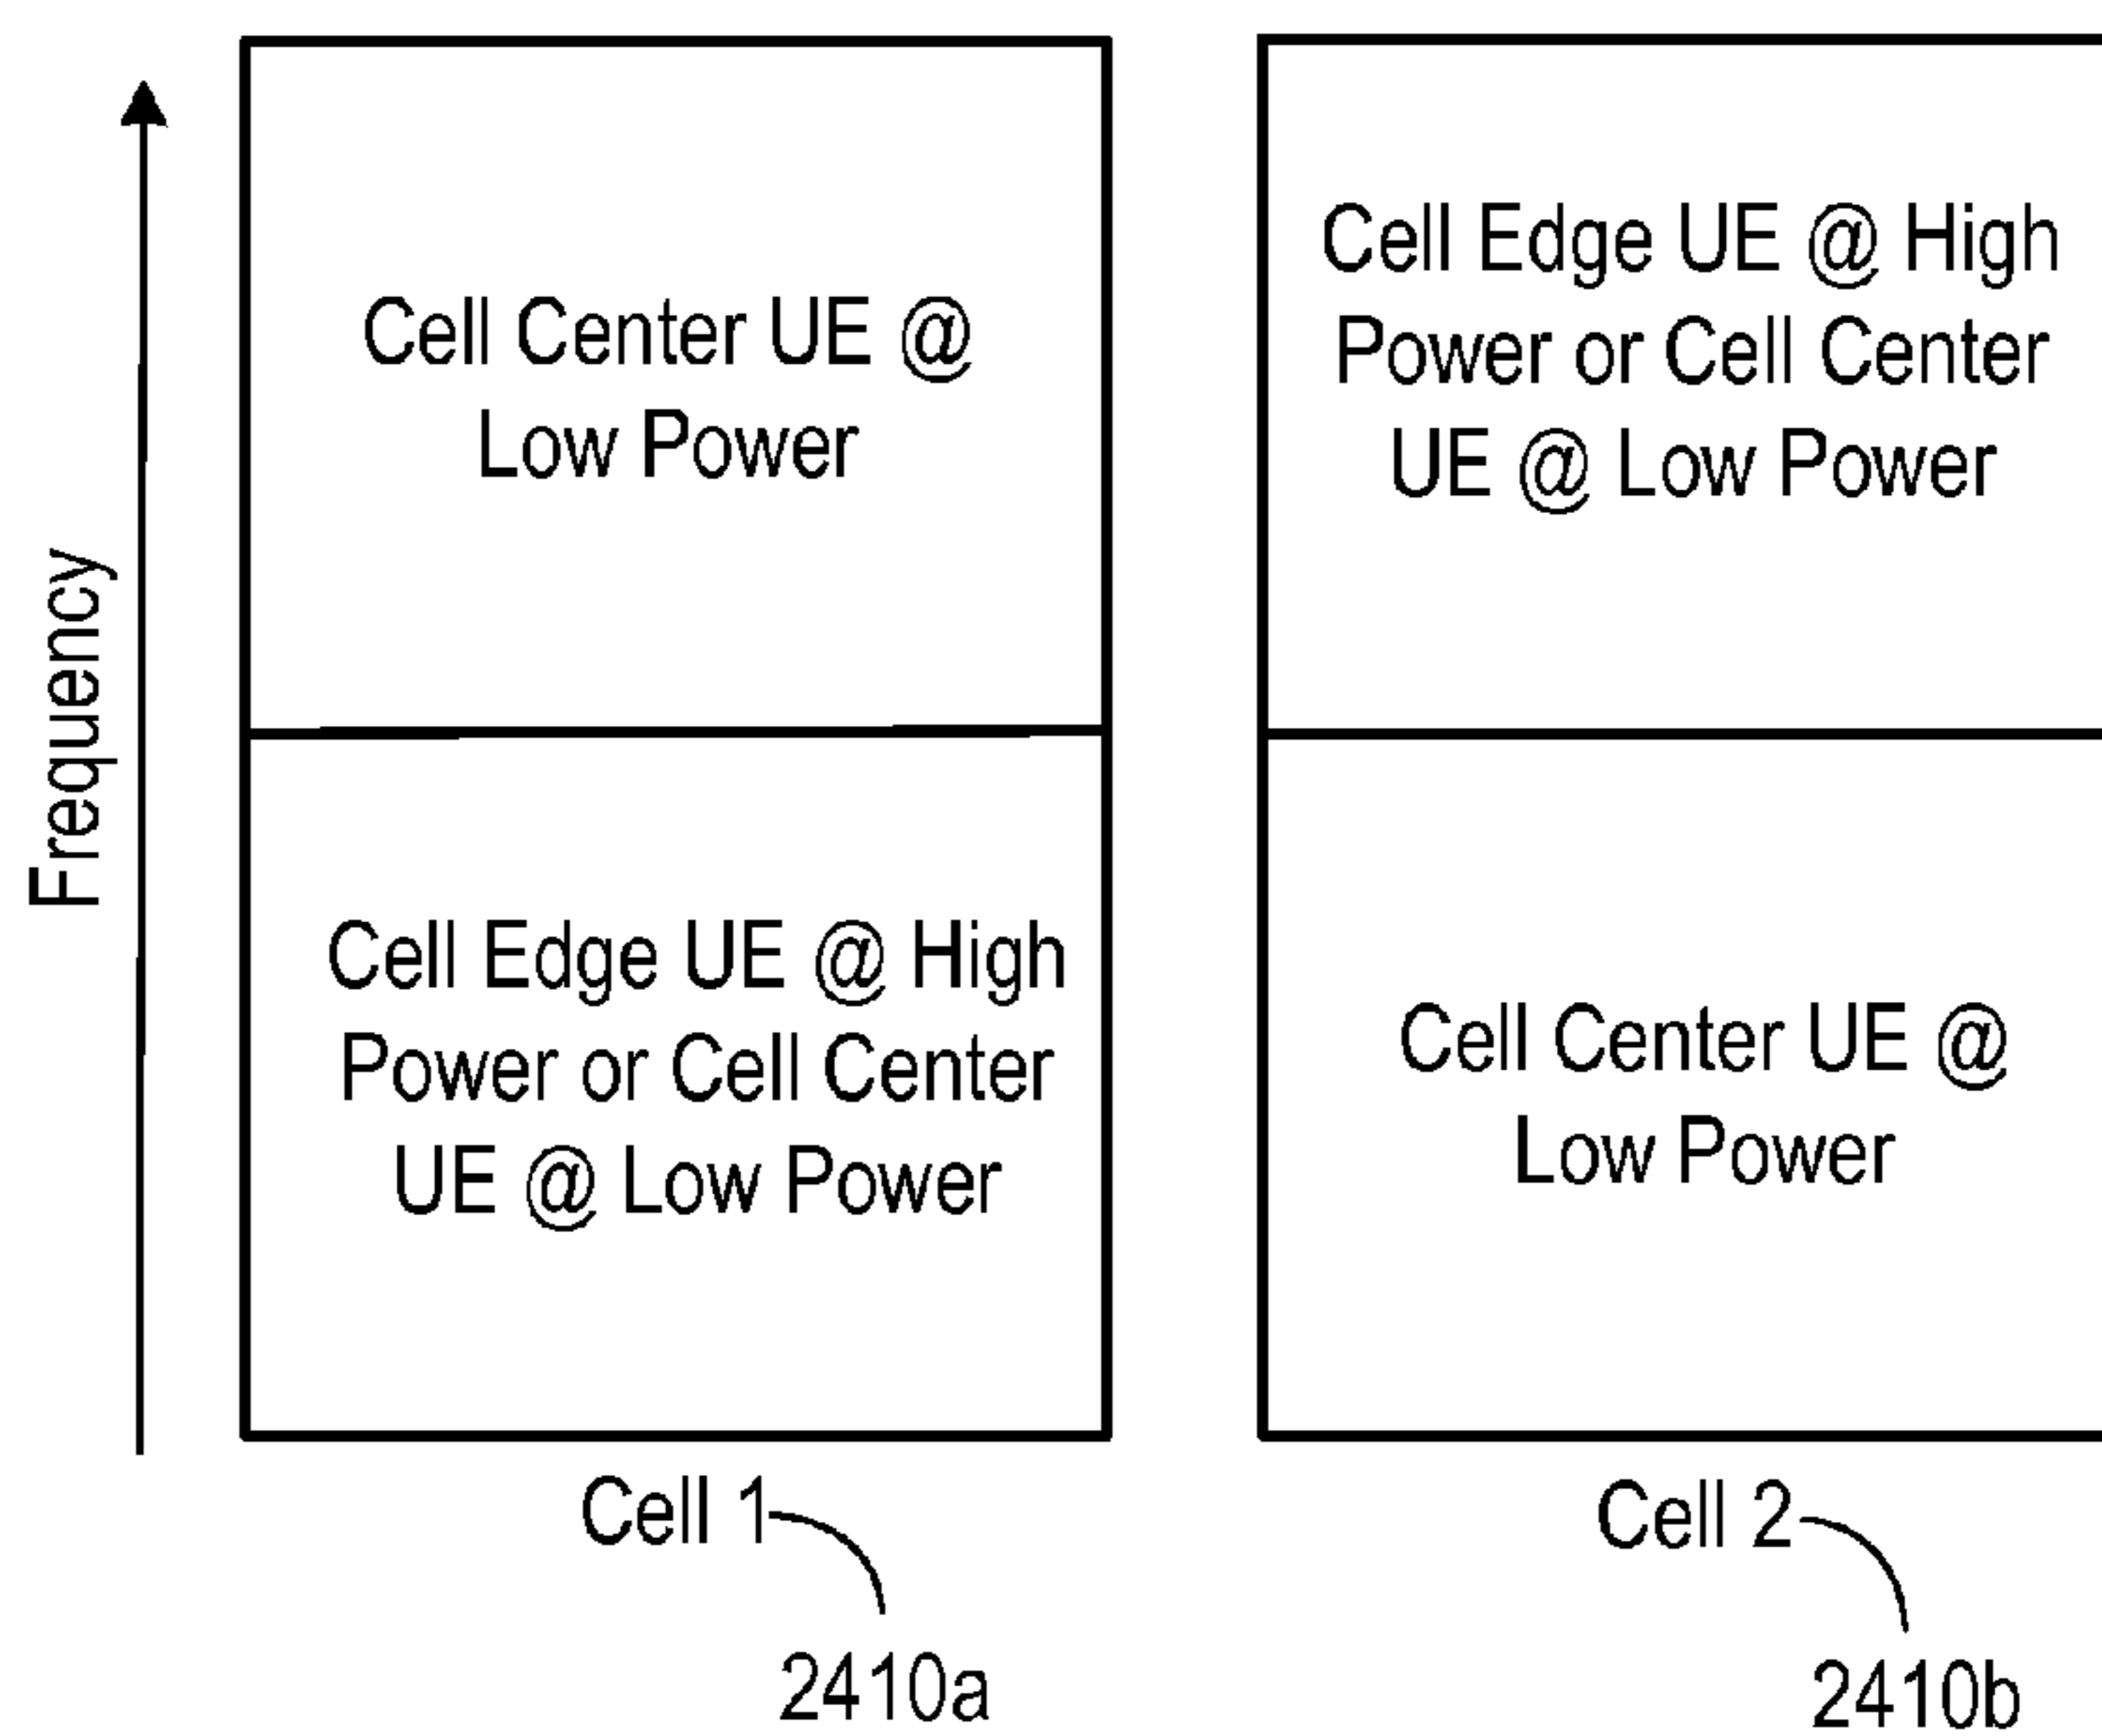 Frequency
Cell Center UE @
Low Power
Cell Edge UE @ High
Power or Cell Center
UE @ Low Power
Cell 1
2410a
Cell Edge UE @ High
Power or Cell Center
UE @ Low Power
Cell Center UE @
Low Power
Cell 2
2410b